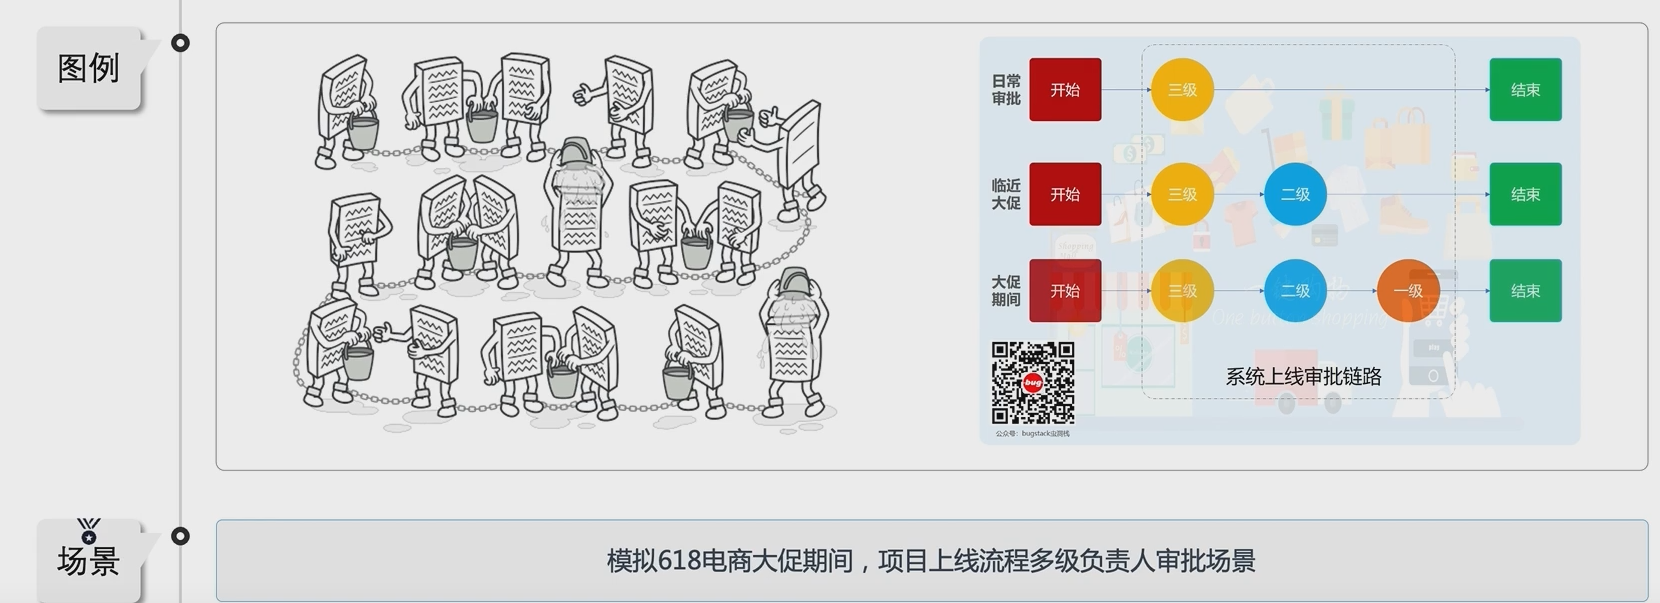 图例
日常
审批
开始
三级
结束
临近
大促
开始
三级
二级
结束
大促
期间
开始
三级
二级
一级
结束
系统上线审批链路
bug
公众号：bugstack虫洞栈
场景
模拟618电商大促期间，项目上线流程多级负责人审批场景